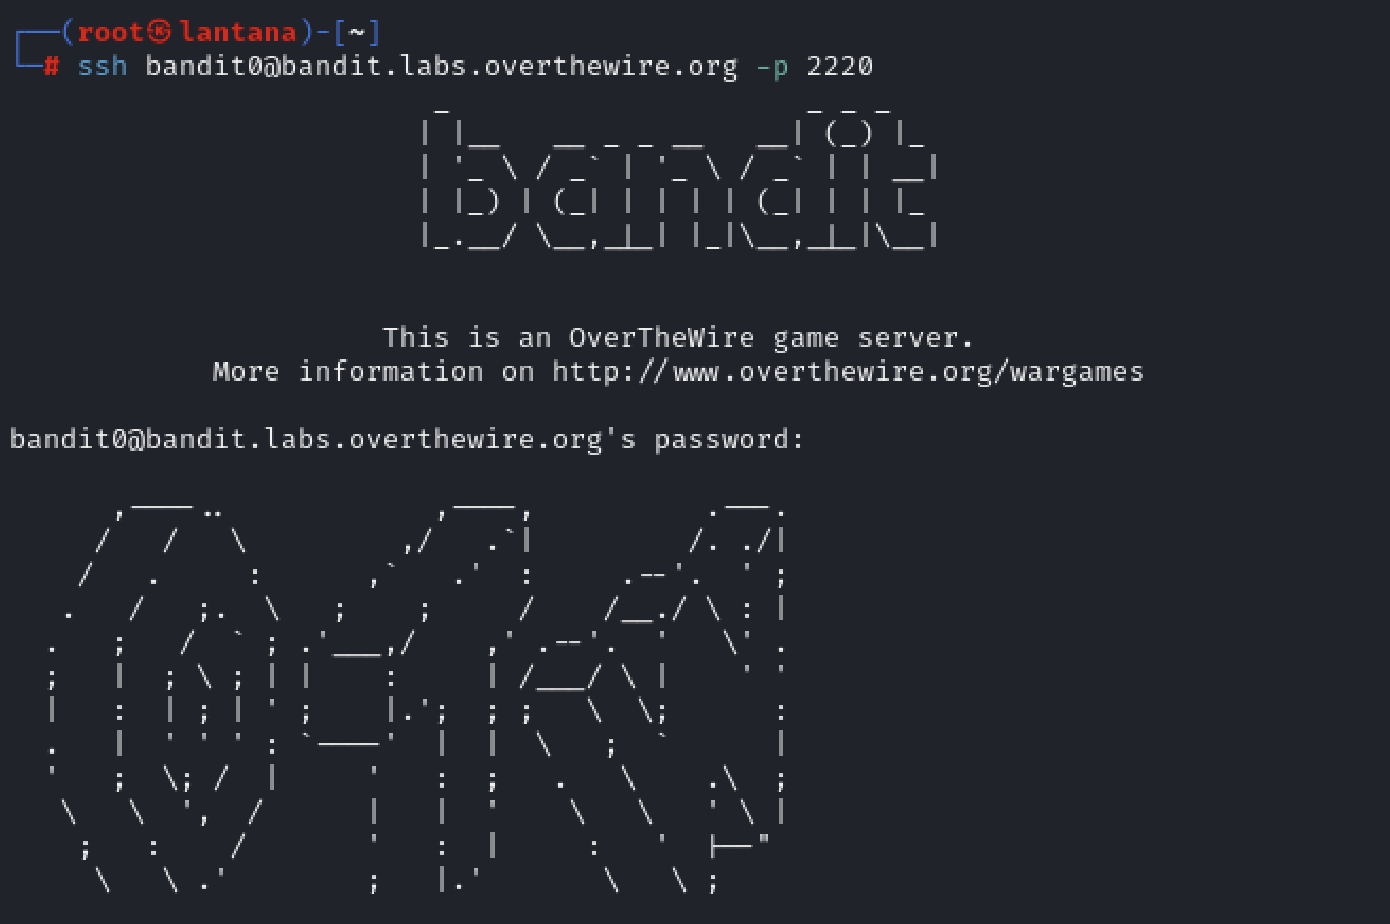 (root㉿lantana)-[~]
# ssh bandit0@bandit.labs.overthewire.org -p 2220
bandit
This is an OverTheWire game server.
More information on http://www.overthewire.org/wargames
bandit0@bandit.labs.overthewire.org's password: